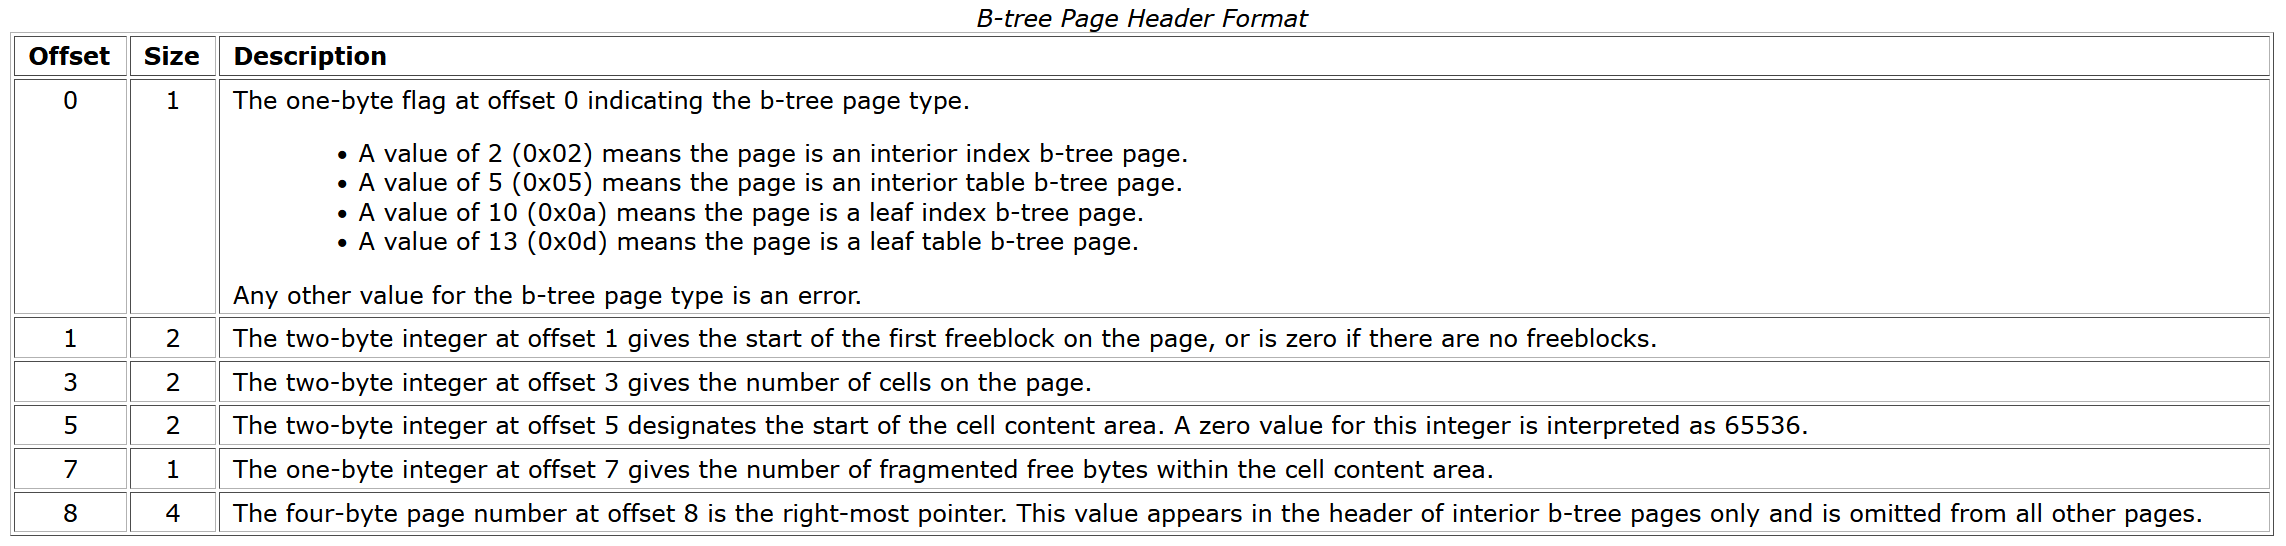 B-tree Page Header Format
Offset Size Description
0 1 The one-byte flag at offset 0 indicating the b-tree page type.
• A value of 2 (0x02) means the page is an interior index b-tree page.
• A value of 5 (0x05) means the page is an interior table b-tree page.
• A value of 10 (0x0a) means the page is a leaf index b-tree page.
• A value of 13 (0x0d) means the page is a leaf table b-tree page.
Any other value for the b-tree page type is an error.
1 2 The two-byte integer at offset 1 gives the start of the first freeblock on the page, or is zero if there are no freeblocks.
3 2 The two-byte integer at offset 3 gives the number of cells on the page.
5 2 The two-byte integer at offset 5 designates the start of the cell content area. A zero value for this integer is interpreted as 65536.
7 1 The one-byte integer at offset 7 gives the number of fragmented free bytes within the cell content area.
8 4 The four-byte page number at offset 8 is the right-most pointer. This value appears in the header of interior b-tree pages only and is omitted from all other pages.